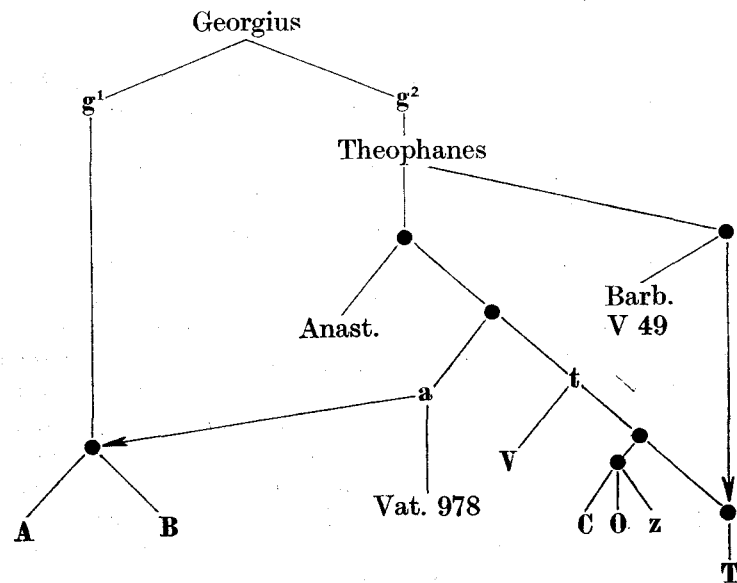 Georgius
g¹ g²
Theophanes
Barb.
V 49
Anast.
t
a
V
Vat. 978
A B C O z
T